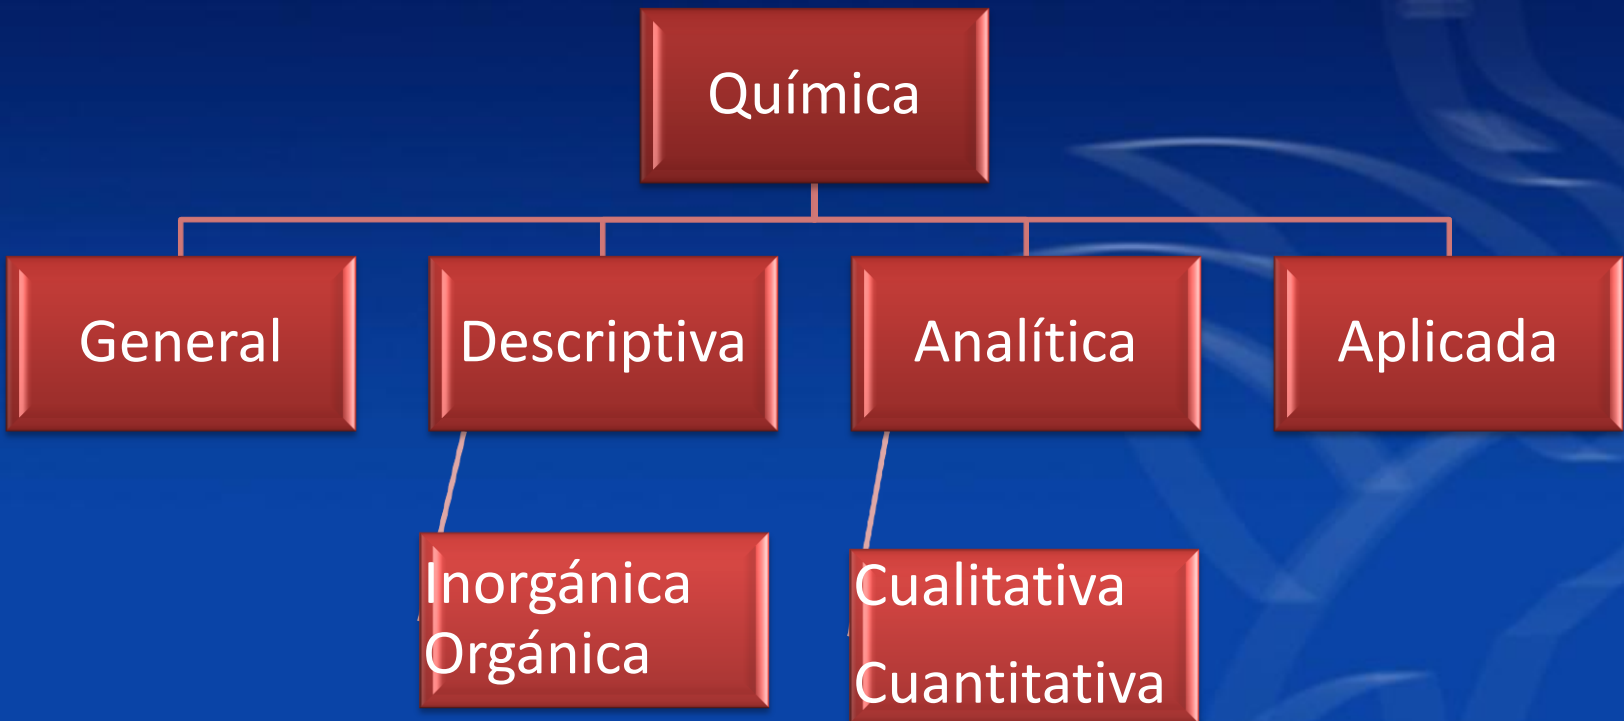 Química
General
Descriptiva
Analítica
Aplicada
Inorgánica
Orgánica
Cualitativa
Cuantitativa